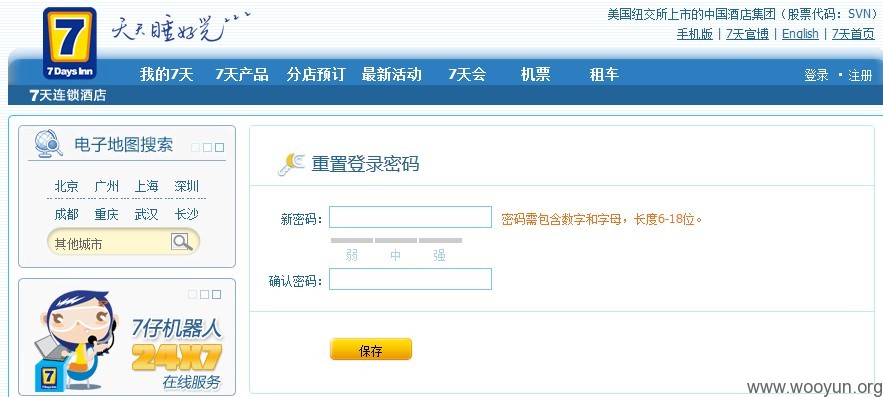 天天睡好觉
美国纽交所上市的中国酒店集团（股票代码：SVN）
手机版 | 7天官博 | English | 7天首页
7
7 Days Inn
7天连锁酒店
我的7天 7天产品 分店预订 最新活动 7天会 机票 租车
登录 · 注册
电子地图搜索
北京 广州 上海 深圳
成都 重庆 武汉 长沙
其他城市
7仔机器人
24X7
在线服务
7
重置登录密码
新密码： 密码需包含数字和字母，长度6-18位。
弱 中 强
确认密码：
保存
www.wooyun.org